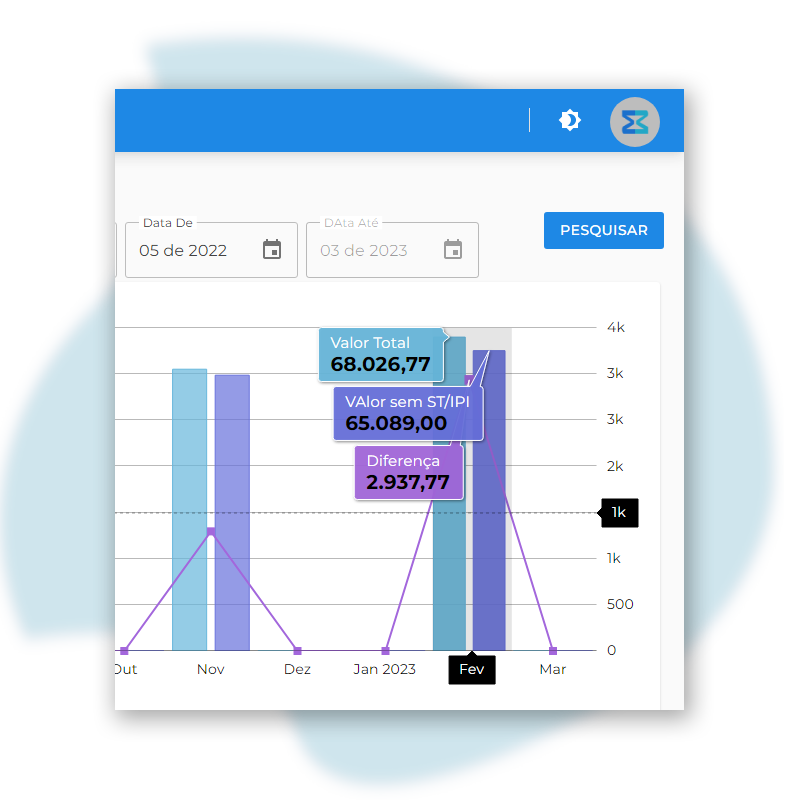 Data De
DAta Até
05 de 2022
03 de 2023
PESQUISAR
4k
Valor Total
68.026,77
3k
VAlor sem ST/IPI
65.089,00
3k
Diferença
2.937,77
2k
1k
1k
500
0
Out
Nov
Dez
Jan 2023
Fev
Mar